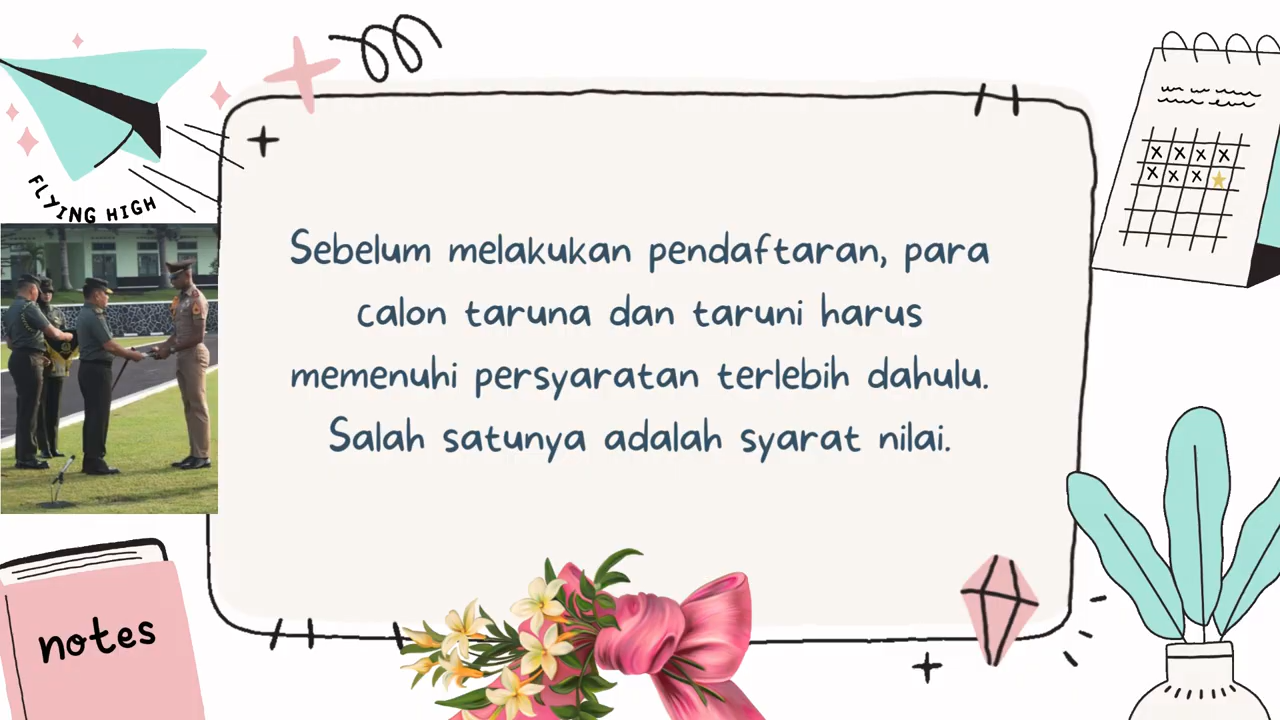 FLYING HIGH
Sebelum melakukan pendaftaran, para
calon taruna dan taruni harus
memenuhi persyaratan terlebih dahulu.
Salah satunya adalah syarat nilai.
notes